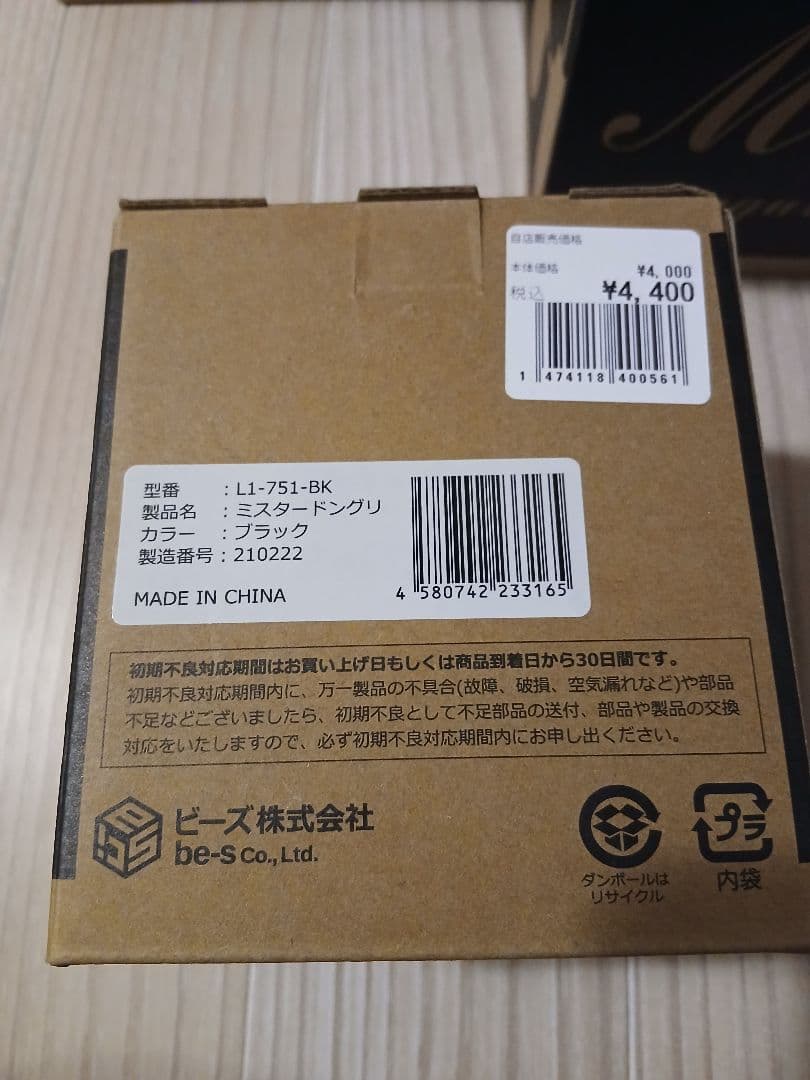 M
自店販売価格
本体価格 ¥4,000
税込 ¥4,400
1 474118 400561
型番 : L1-751-BK
製品名 : ミスタードングリ
カラー : ブラック
製造番号 : 210222
MADE IN CHINA
4 580742 233165
初期不良対応期間はお買い上げ日もしくは商品到着日から30日間です。
初期不良対応期間内に、万一製品の不具合(故障、破損、空気漏れなど)や部品
不足などございましたら、初期不良として不足部品の送付、部品や製品の交換
対応をいたしますので、必ず初期不良対応期間内にお申し出ください。
ビーズ株式会社
be-s Co., Ltd.
ダンボールは
リサイクル
プラ
内袋